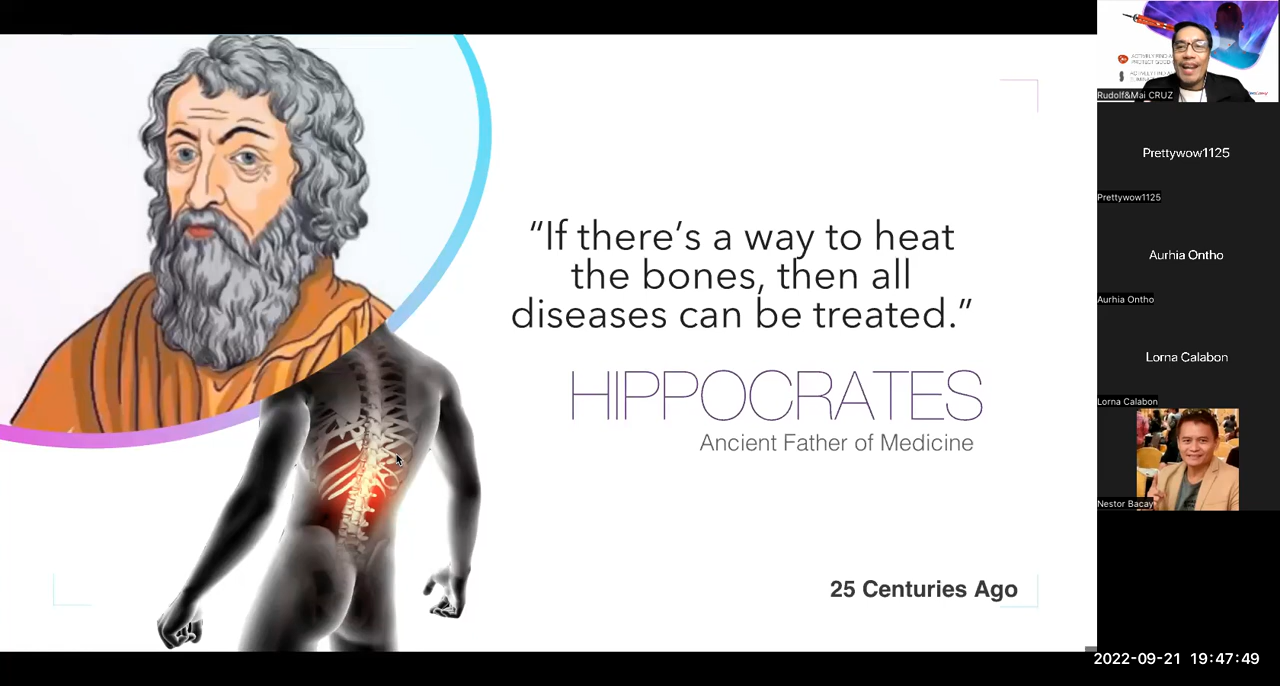 “If there’s a way to heat
the bones, then all
diseases can be treated.”
HIPPOCRATES
Ancient Father of Medicine
25 Centuries Ago
Rudolf&Mai CRUZ
Prettywow1125
Prettywow1125
Aurhia Ontho
Aurhia Ontho
Lorna Calabon
Lorna Calabon
Nestor Bacay
2022-09-21 19:47:49